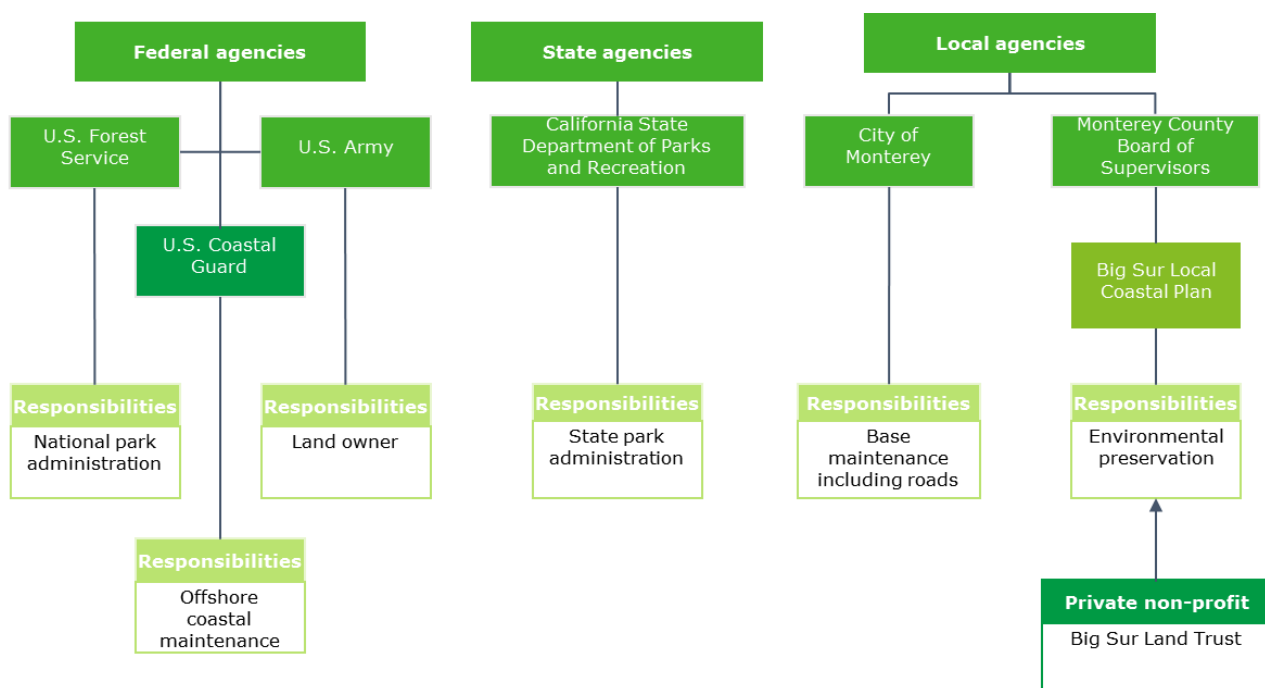 Federal agencies
State agencies
Local agencies
U.S. Forest
Service
U.S. Army
California State
Department of Parks
and Recreation
City of
Monterey
Monterey County
Board of
Supervisors
U.S. Coastal
Guard
Big Sur Local
Coastal Plan
Responsibilities
National park
administration
Responsibilities
Land owner
Responsibilities
State park
administration
Responsibilities
Base
maintenance
including roads
Responsibilities
Environmental
preservation
Responsibilities
Offshore
coastal
maintenance
Private non-profit
Big Sur Land Trust